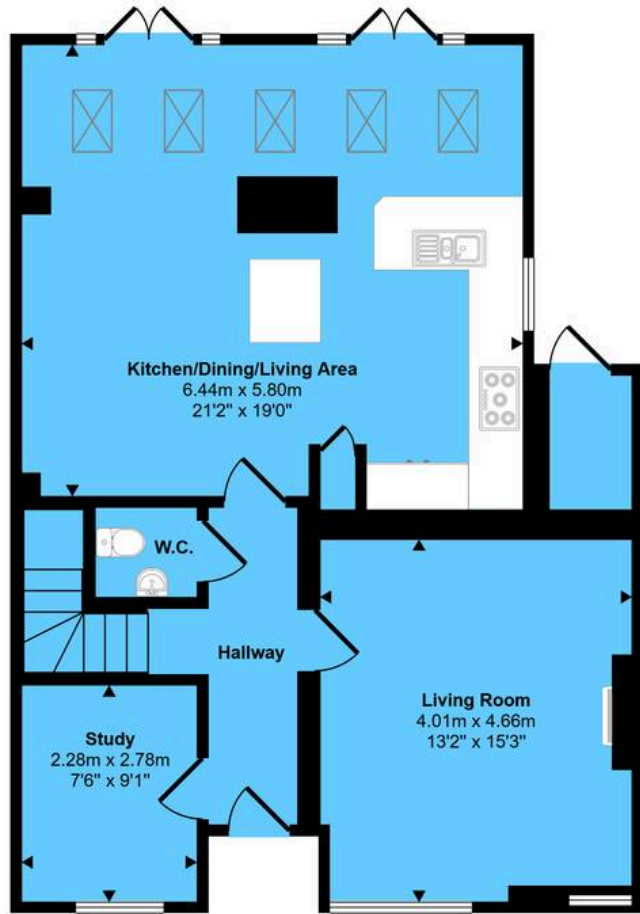 Kitchen/Dining/Living Area
6.44m x 5.80m
21'2" x 19'0"
W.C.
Hallway
Living Room
4.01m x 4.66m
13'2" x 15'3"
Study
2.28m x 2.78m
7'6" x 9'1"